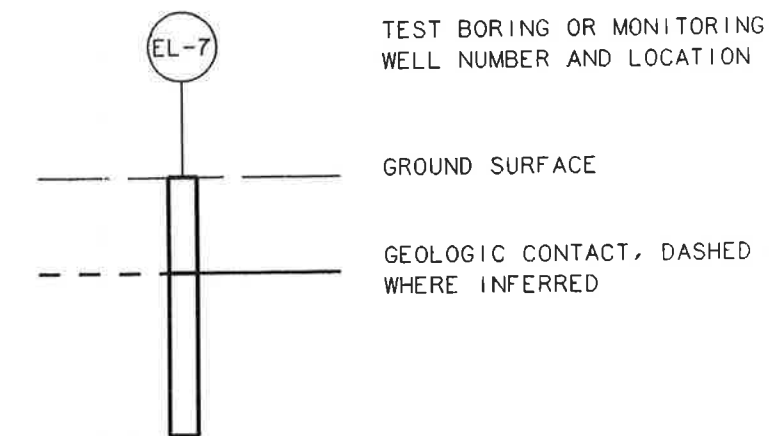 EL-7
TEST BORING OR MONITORING
WELL NUMBER AND LOCATION
GROUND SURFACE
GEOLOGIC CONTACT, DASHED
WHERE INFERRED